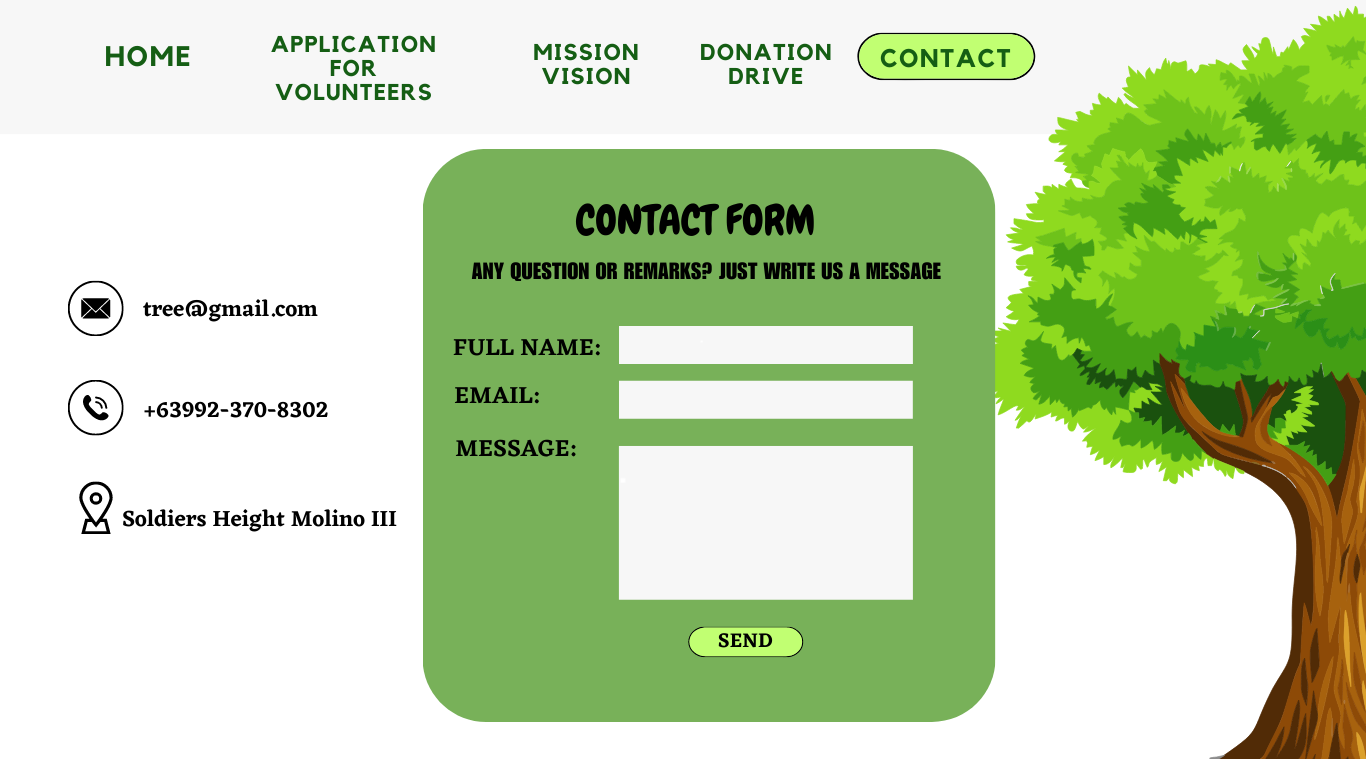 HOME
APPLICATION
FOR
VOLUNTEERS
MISSION
VISION
DONATION
DRIVE
CONTACT
CONTACT FORM
ANY QUESTION OR REMARKS? JUST WRITE US A MESSAGE
tree@gmail.com
+63992-370-8302
Soldiers Height Molino III
FULL NAME:
EMAIL:
MESSAGE:
SEND